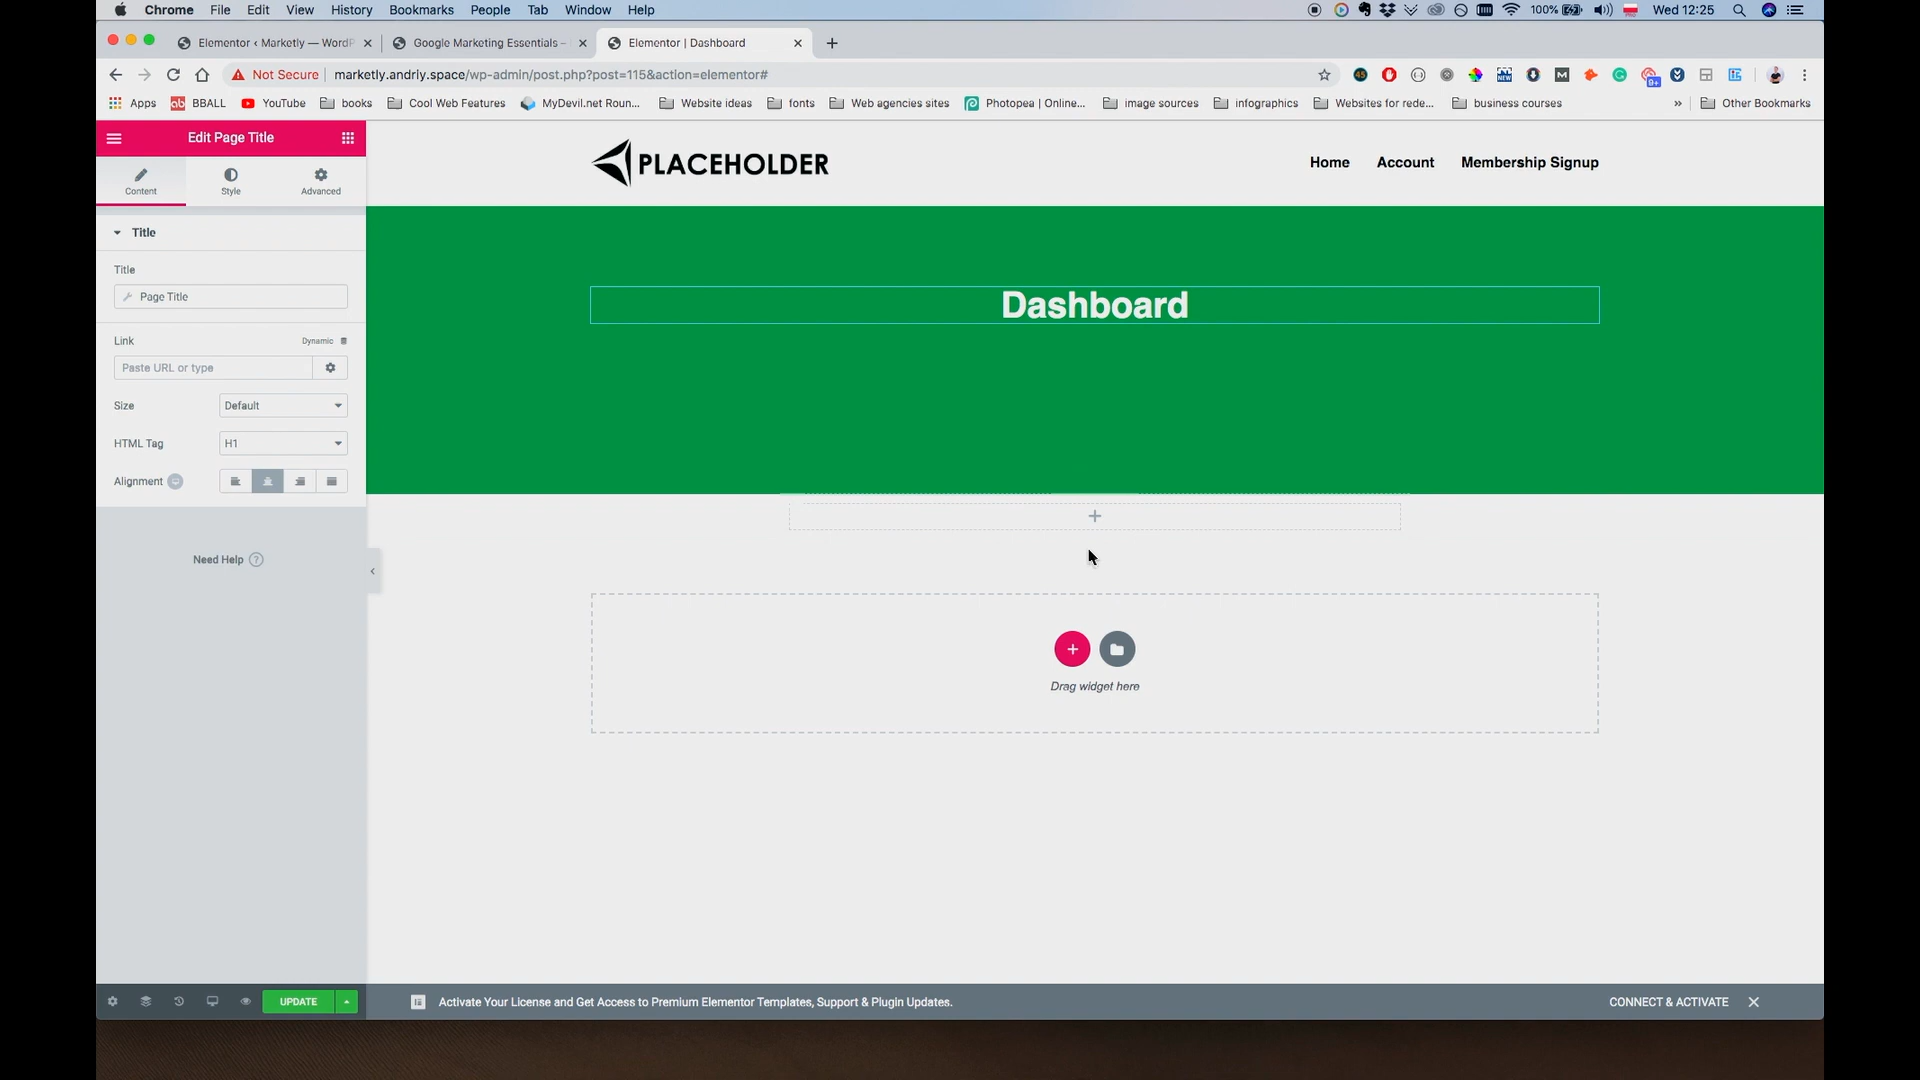 Chrome File Edit View History Bookmarks People Tab Window Help 100% Wed 12:25
Elementor ‹ Marketly — WordP Google Marketing Essentials – Elementor | Dashboard
Not Secure marketly.andriy.space/wp-admin/post.php?post=115&action=elementor#
Apps BBALL YouTube books Cool Web Features MyDevil.net Roun... Website ideas fonts Web agencies sites Photopea | Online... image sources infographics Websites for rede... business courses » Other Bookmarks
Edit Page Title
Content Style Advanced
Title
Title
Page Title
Link Dynamic
Paste URL or type
Size Default
HTML Tag H1
Alignment
Need Help
UPDATE
PLACEHOLDER
Home Account Membership Signup
Dashboard
Drag widget here
Activate Your License and Get Access to Premium Elementor Templates, Support & Plugin Updates. CONNECT & ACTIVATE